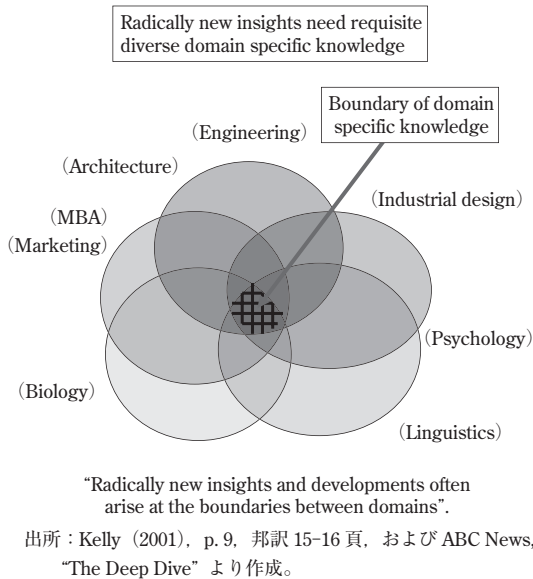 Radically new insights need requisite
diverse domain specific knowledge
Boundary of domain
specific knowledge
(Engineering)
(Architecture)
(Industrial design)
(MBA)
(Marketing)
(Psychology)
(Biology)
(Linguistics)
“Radically new insights and developments often
arise at the boundaries between domains”.
出所：Kelly（2001），p. 9，邦訳 15-16 頁，および ABC News,
“The Deep Dive” より作成。